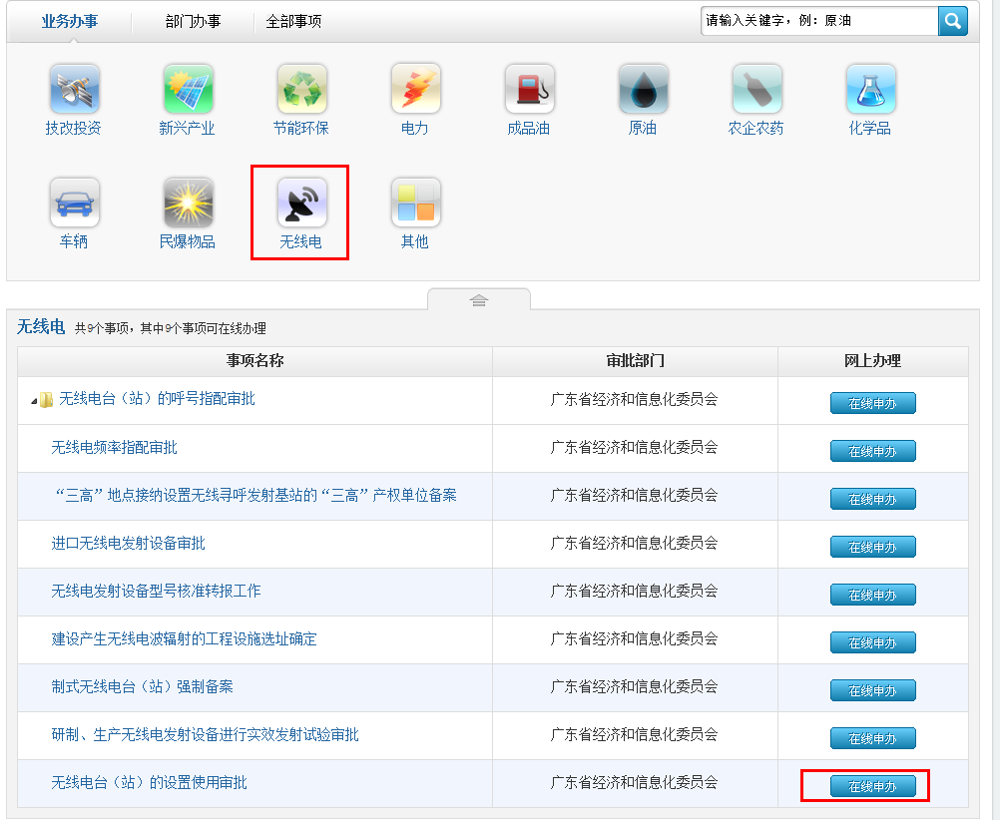 业务办事 部门办事 全部事项 请输入关键字，例：原油
技改投资 新兴产业 节能环保 电力 成品油 原油 农企农药 化学品
车辆 民爆物品 无线电 其他
无线电 共9个事项，其中9个事项可在线办理
事项名称 审批部门 网上办理
无线电台（站）的呼号指配审批 广东省经济和信息化委员会 在线申办
无线电频率指配审批 广东省经济和信息化委员会 在线申办
“三高”地点接纳设置无线寻呼发射基站的“三高”产权单位备案 广东省经济和信息化委员会 在线申办
进口无线电发射设备审批 广东省经济和信息化委员会 在线申办
无线电发射设备型号核准转报工作 广东省经济和信息化委员会 在线申办
建设产生无线电波辐射的工程设施选址确定 广东省经济和信息化委员会 在线申办
制式无线电台（站）强制备案 广东省经济和信息化委员会 在线申办
研制、生产无线电发射设备进行实效发射试验审批 广东省经济和信息化委员会 在线申办
无线电台（站）的设置使用审批 广东省经济和信息化委员会 在线申办